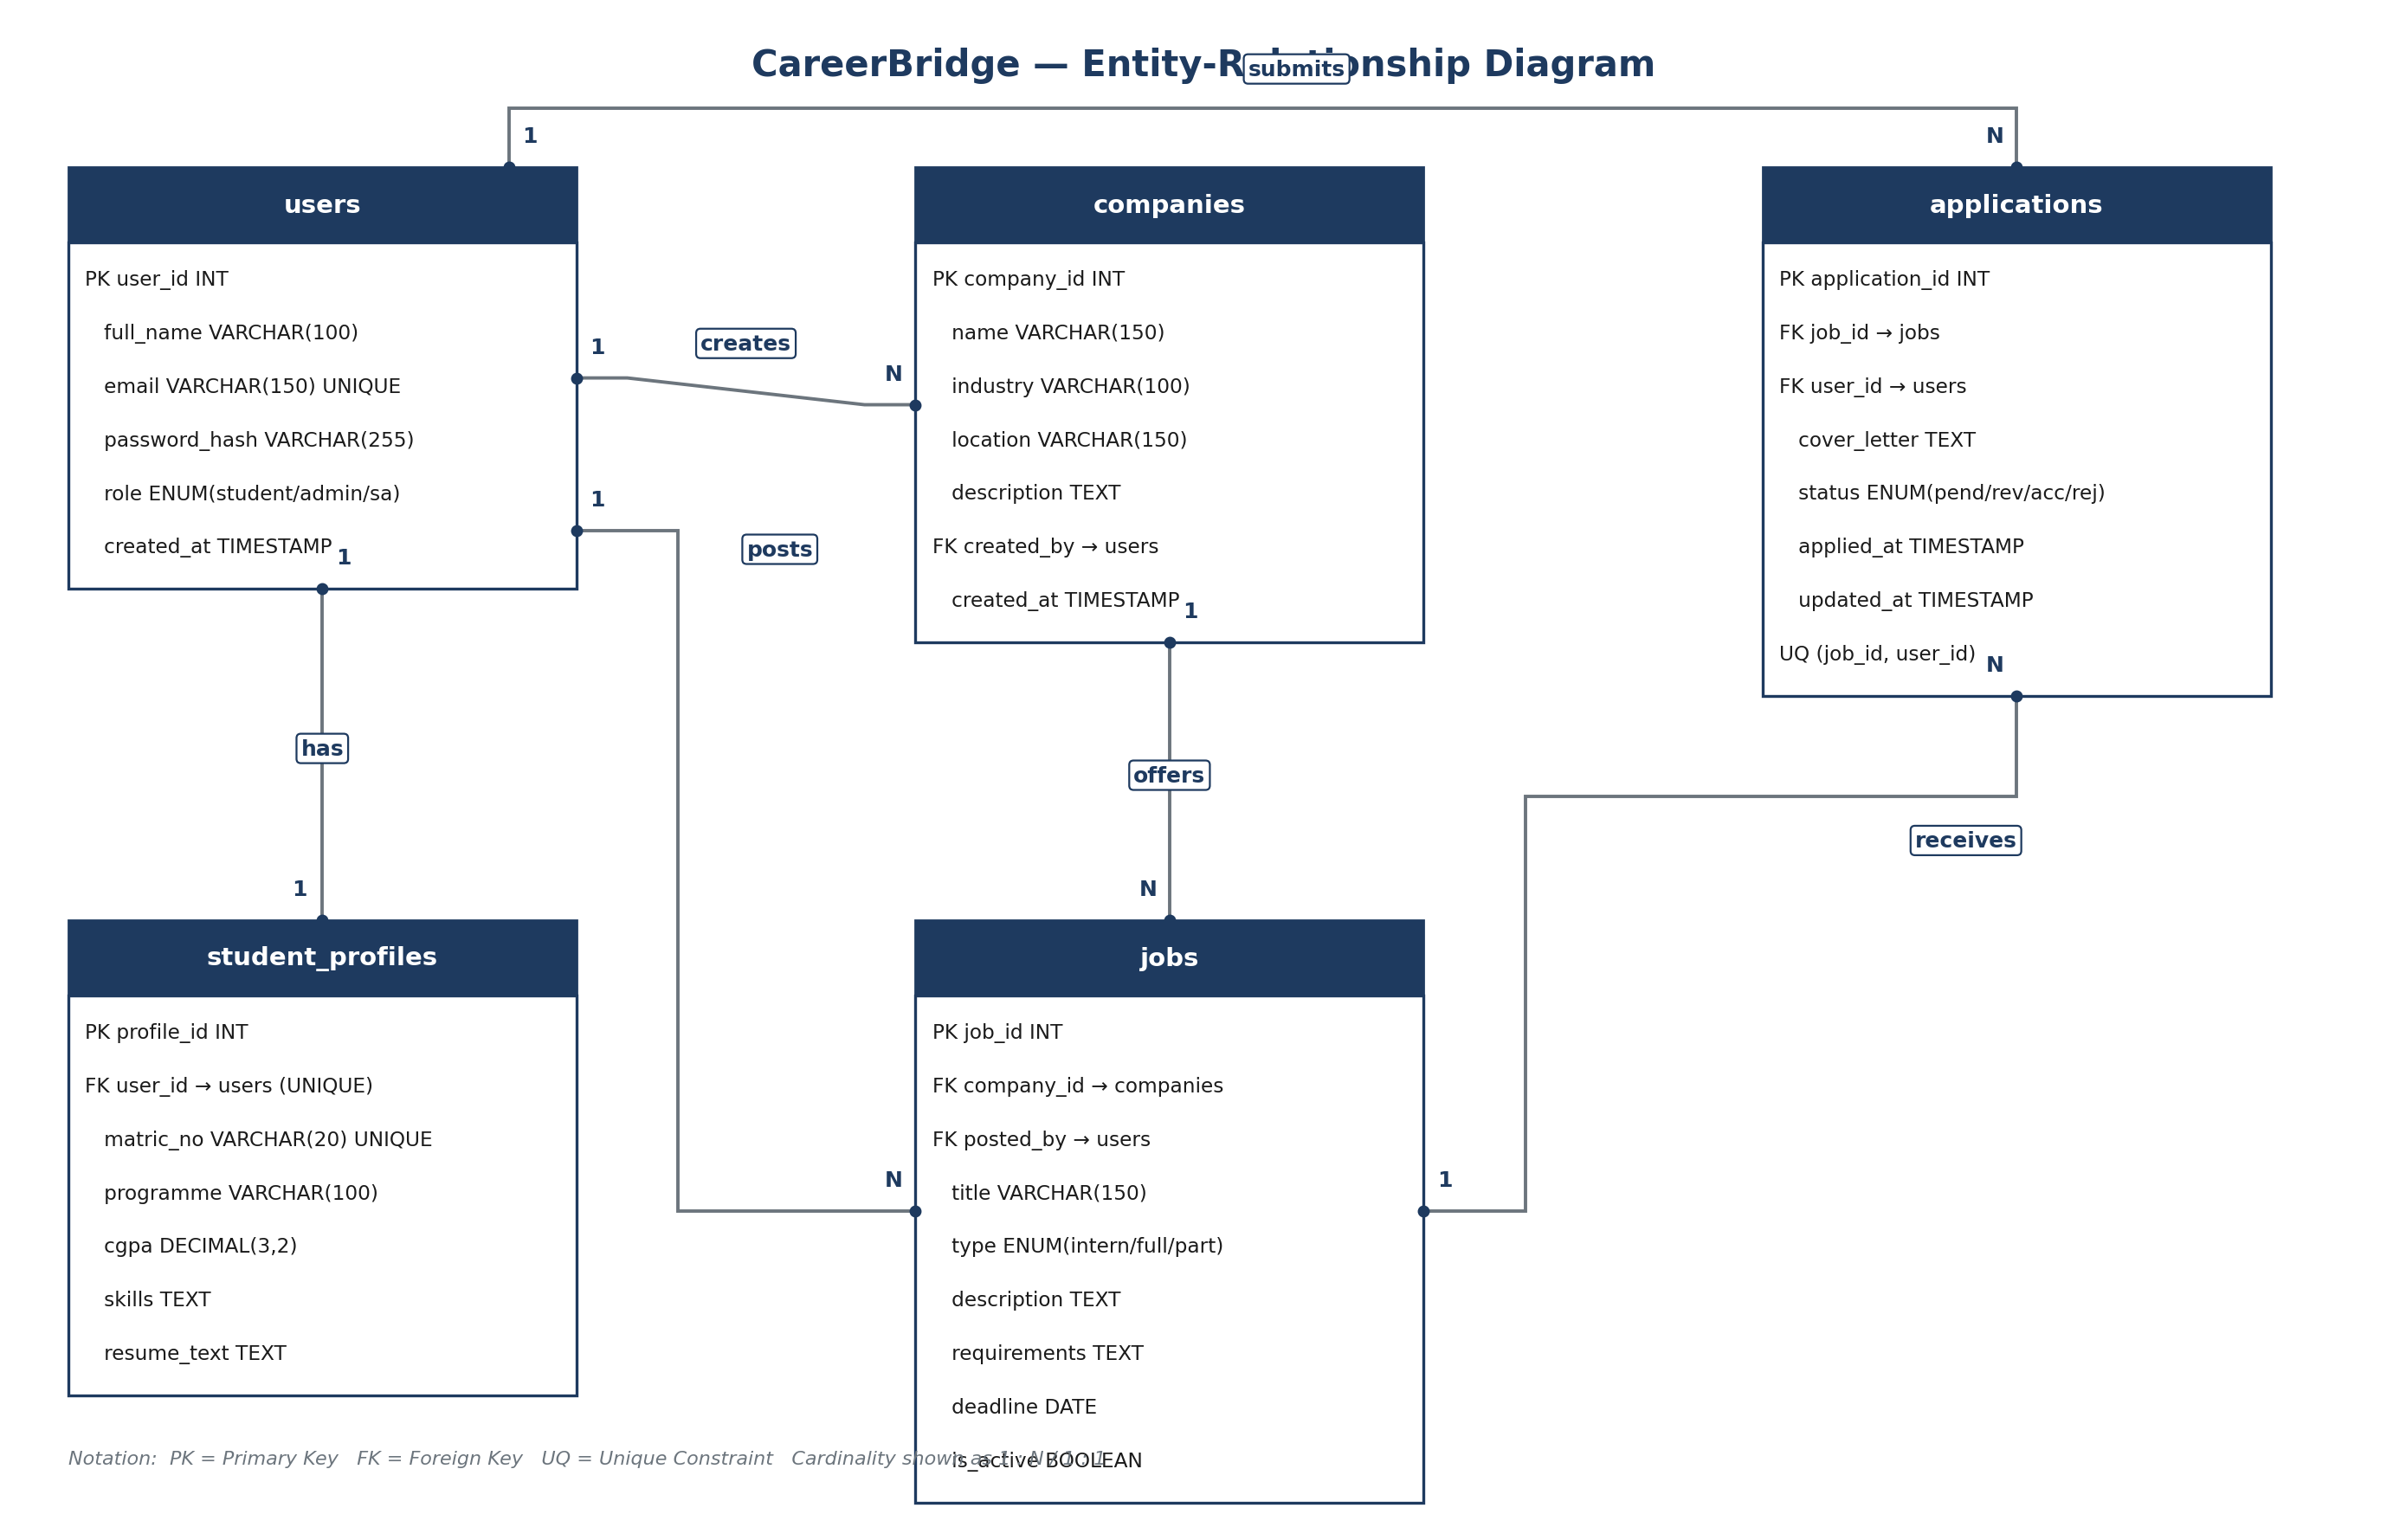 CareerBridge — Entity-Relationship Diagram
submits
1
N
users
PK user_id INT
full_name VARCHAR(100)
email VARCHAR(150) UNIQUE
password_hash VARCHAR(255)
role ENUM(student/admin/sa)
created_at TIMESTAMP
1
creates
N
1
posts
1
companies
PK company_id INT
name VARCHAR(150)
industry VARCHAR(100)
location VARCHAR(150)
description TEXT
FK created_by → users
created_at TIMESTAMP
1
applications
PK application_id INT
FK job_id → jobs
FK user_id → users
cover_letter TEXT
status ENUM(pend/rev/acc/rej)
applied_at TIMESTAMP
updated_at TIMESTAMP
UQ (job_id, user_id)
N
has
1
offers
N
receives
student_profiles
PK profile_id INT
FK user_id → users (UNIQUE)
matric_no VARCHAR(20) UNIQUE
programme VARCHAR(100)
cgpa DECIMAL(3,2)
skills TEXT
resume_text TEXT
N
jobs
PK job_id INT
FK company_id → companies
FK posted_by → users
title VARCHAR(150)
type ENUM(intern/full/part)
description TEXT
requirements TEXT
deadline DATE
is_active BOOLEAN
1
Notation: PK = Primary Key FK = Foreign Key UQ = Unique Constraint Cardinality shown as 1 : N / 1 : 1